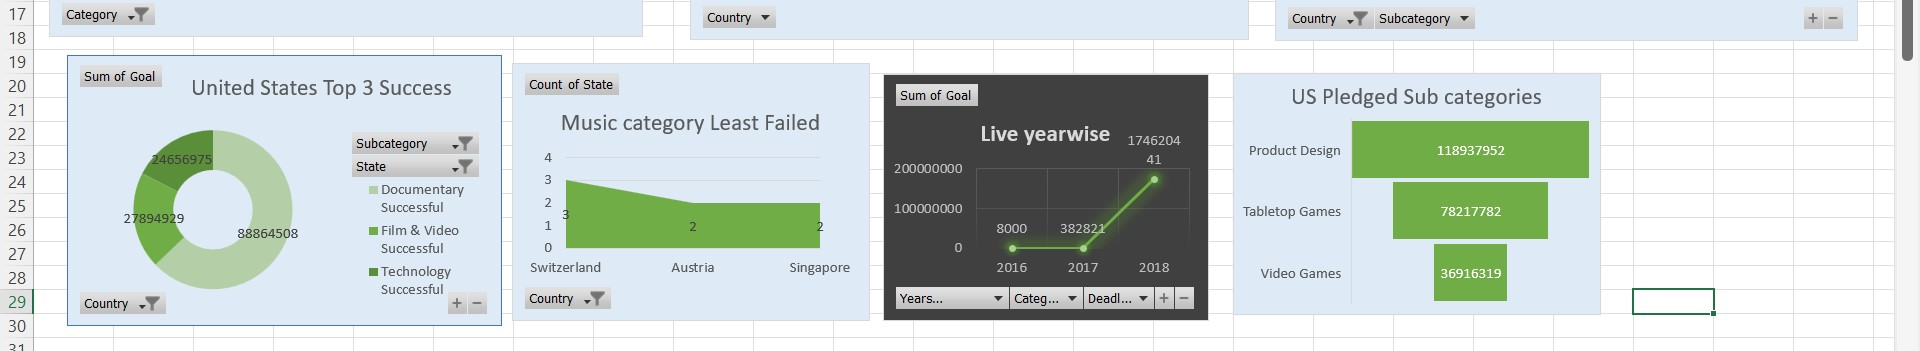 17
Category
Country
Country Subcategory
18
19
20
21
22
23
24
25
26
27
28
29
30
31
Sum of Goal
United States Top 3 Success
Subcategory
State
24656975
27894929
88864508
Documentary
Successful
Film & Video
Successful
Technology
Successful
Country
Count of State
Music category Least Failed
4
3
2
1
0
3
2
2
Switzerland
Austria
Singapore
Country
Sum of Goal
Live yearwise
1746204
41
200000000
100000000
0
8000
382821
2016
2017
2018
Years...
Categ...
Deadl...
US Pledged Sub categories
Product Design
118937952
Tabletop Games
78217782
Video Games
36916319